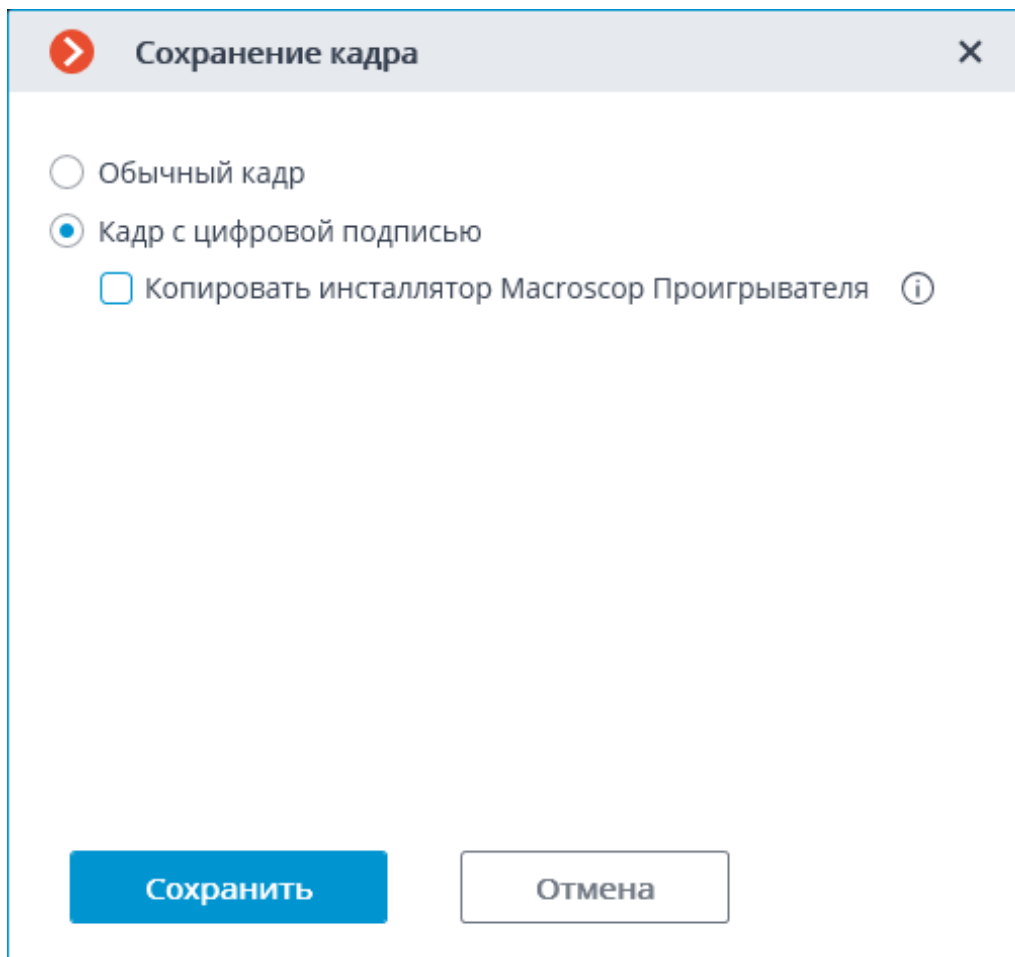 Сохранение кадра
Обычный кадр
Кадр с цифровой подписью
Копировать инсталлятор Macroscop Проигрывателя
Сохранить Отмена